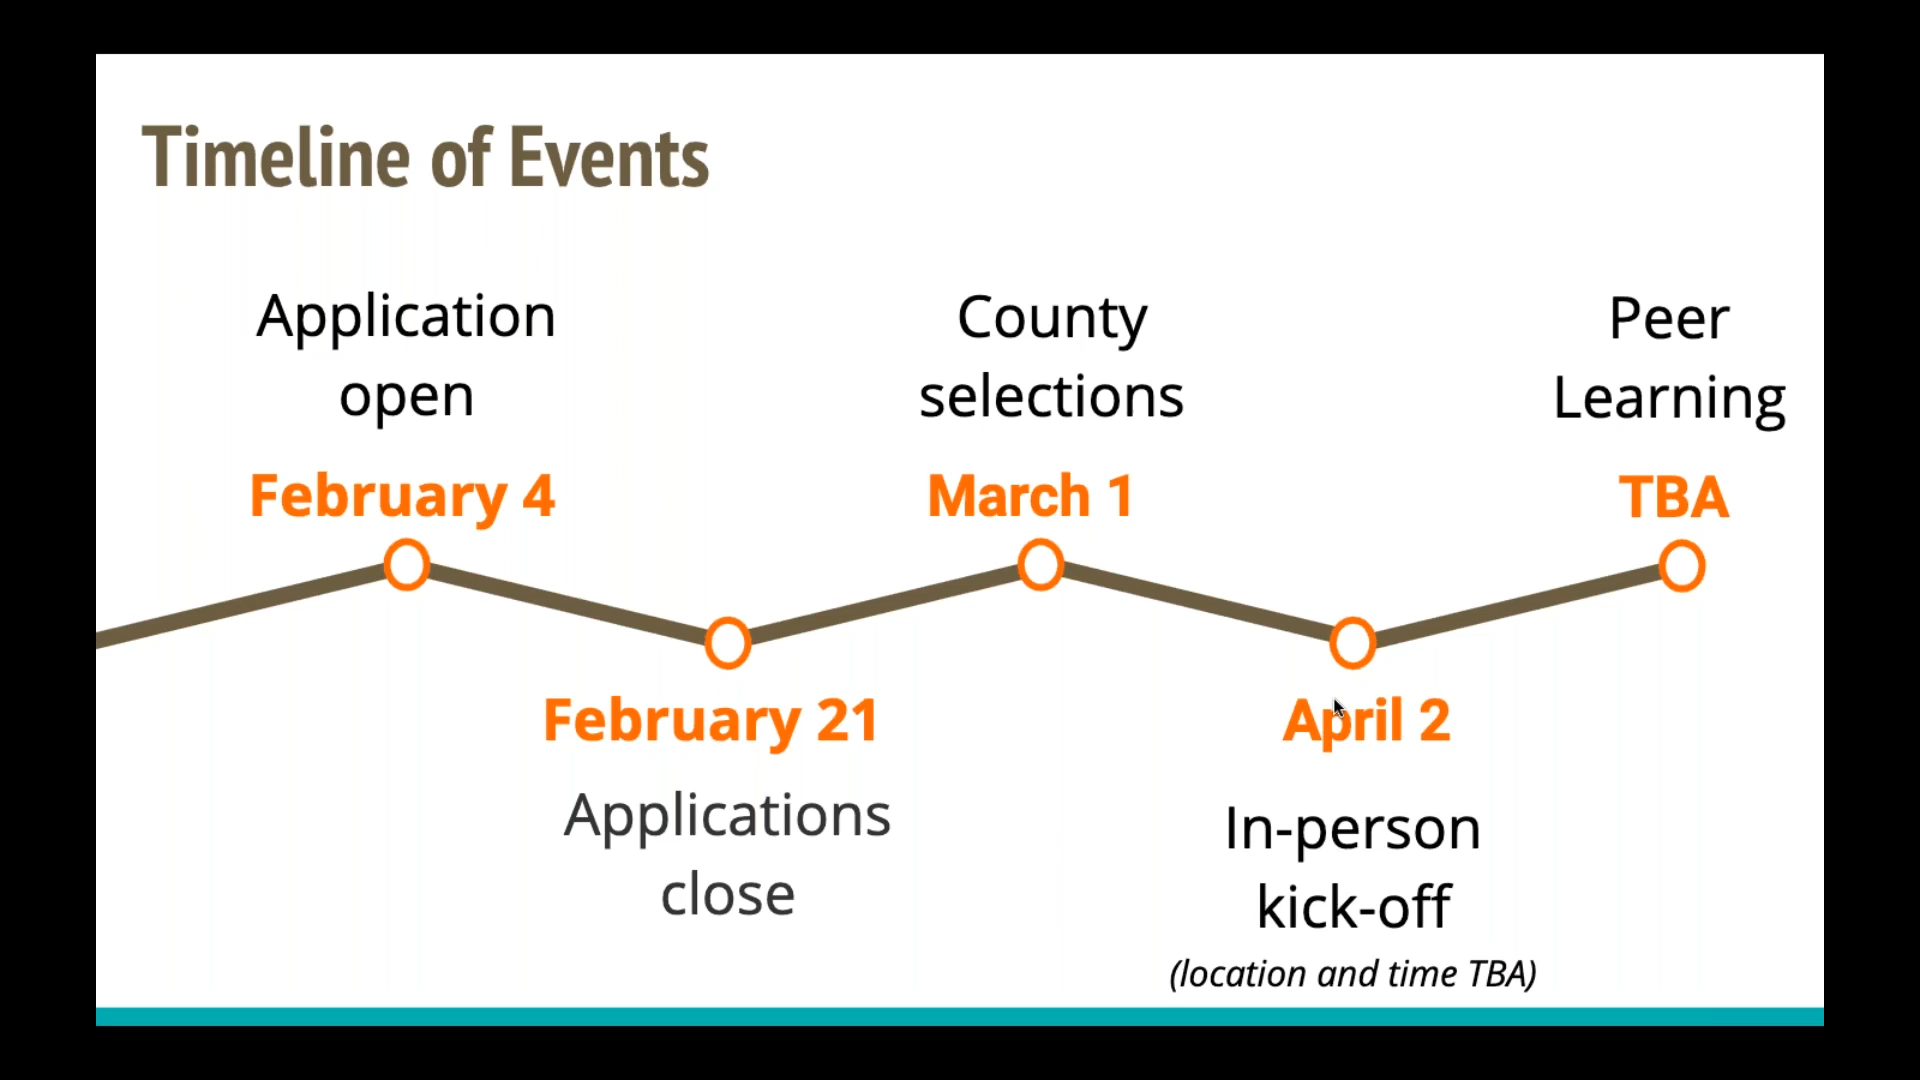 Timeline of Events
Application
open
February 4
County
selections
March 1
Peer
Learning
TBA
February 21
Applications
close
April 2
In-person
kick-off
(location and time TBA)